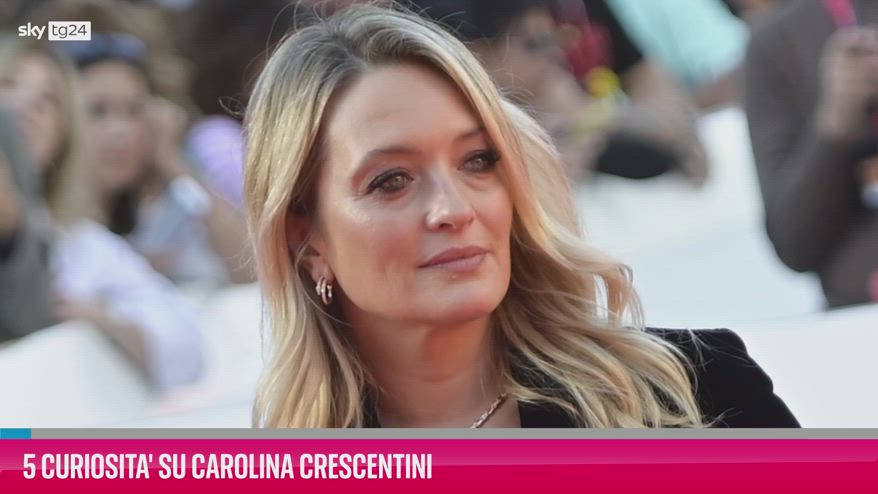 sky tg24
5 CURIOSITA' SU CAROLINA CRESCENTINI